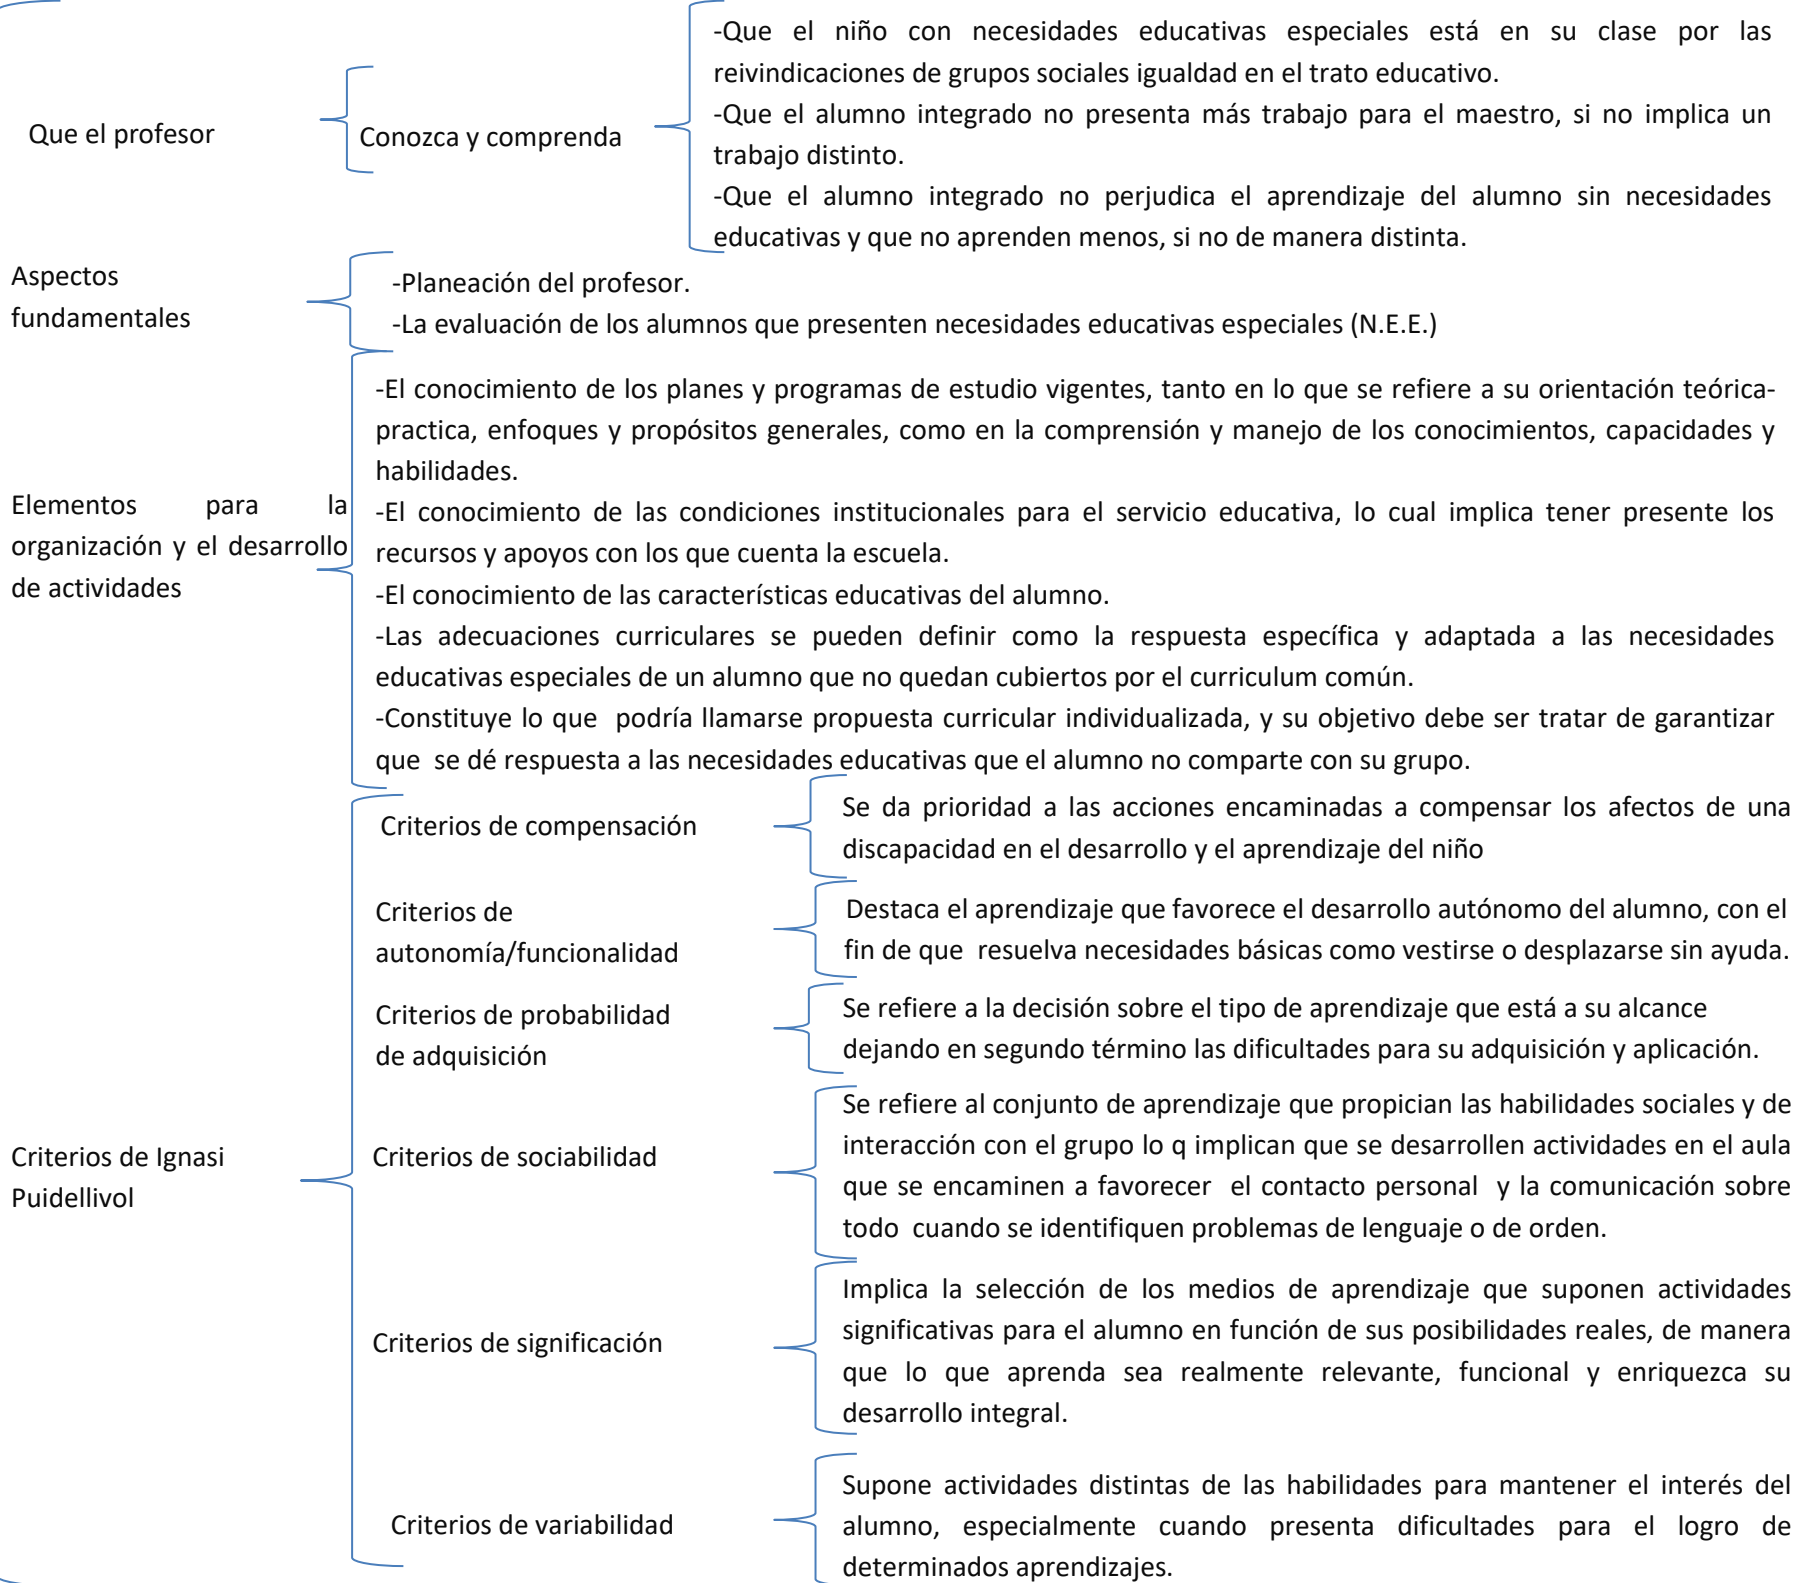 -Que el niño con necesidades educativas especiales está en su clase por las
reivindicaciones de grupos sociales igualdad en el trato educativo.
-Que el alumno integrado no presenta más trabajo para el maestro, si no implica un
trabajo distinto.
-Que el alumno integrado no perjudica el aprendizaje del alumno sin necesidades
educativas y que no aprenden menos, si no de manera distinta.
Que el profesor
Conozca y comprenda
Aspectos
fundamentales
-Planeación del profesor.
-La evaluación de los alumnos que presenten necesidades educativas especiales (N.E.E.)
Elementos para la
organización y el desarrollo
de actividades
-El conocimiento de los planes y programas de estudio vigentes, tanto en lo que se refiere a su orientación teórica-
practica, enfoques y propósitos generales, como en la comprensión y manejo de los conocimientos, capacidades y
habilidades.
-El conocimiento de las condiciones institucionales para el servicio educativa, lo cual implica tener presente los
recursos y apoyos con los que cuenta la escuela.
-El conocimiento de las características educativas del alumno.
-Las adecuaciones curriculares se pueden definir como la respuesta específica y adaptada a las necesidades
educativas especiales de un alumno que no quedan cubiertos por el curriculum común.
-Constituye lo que podría llamarse propuesta curricular individualizada, y su objetivo debe ser tratar de garantizar
que se dé respuesta a las necesidades educativas que el alumno no comparte con su grupo.
Criterios de Ignasi
Puidellivol
Criterios de compensación
Se da prioridad a las acciones encaminadas a compensar los afectos de una
discapacidad en el desarrollo y el aprendizaje del niño
Criterios de
autonomía/funcionalidad
Destaca el aprendizaje que favorece el desarrollo autónomo del alumno, con el
fin de que resuelva necesidades básicas como vestirse o desplazarse sin ayuda.
Criterios de probabilidad
de adquisición
Se refiere a la decisión sobre el tipo de aprendizaje que está a su alcance
dejando en segundo término las dificultades para su adquisición y aplicación.
Criterios de sociabilidad
Se refiere al conjunto de aprendizaje que propician las habilidades sociales y de
interacción con el grupo lo q implican que se desarrollen actividades en el aula
que se encaminen a favorecer el contacto personal y la comunicación sobre
todo cuando se identifiquen problemas de lenguaje o de orden.
Criterios de significación
Implica la selección de los medios de aprendizaje que suponen actividades
significativas para el alumno en función de sus posibilidades reales, de manera
que lo que aprenda sea realmente relevante, funcional y enriquezca su
desarrollo integral.
Criterios de variabilidad
Supone actividades distintas de las habilidades para mantener el interés del
alumno, especialmente cuando presenta dificultades para el logro de
determinados aprendizajes.